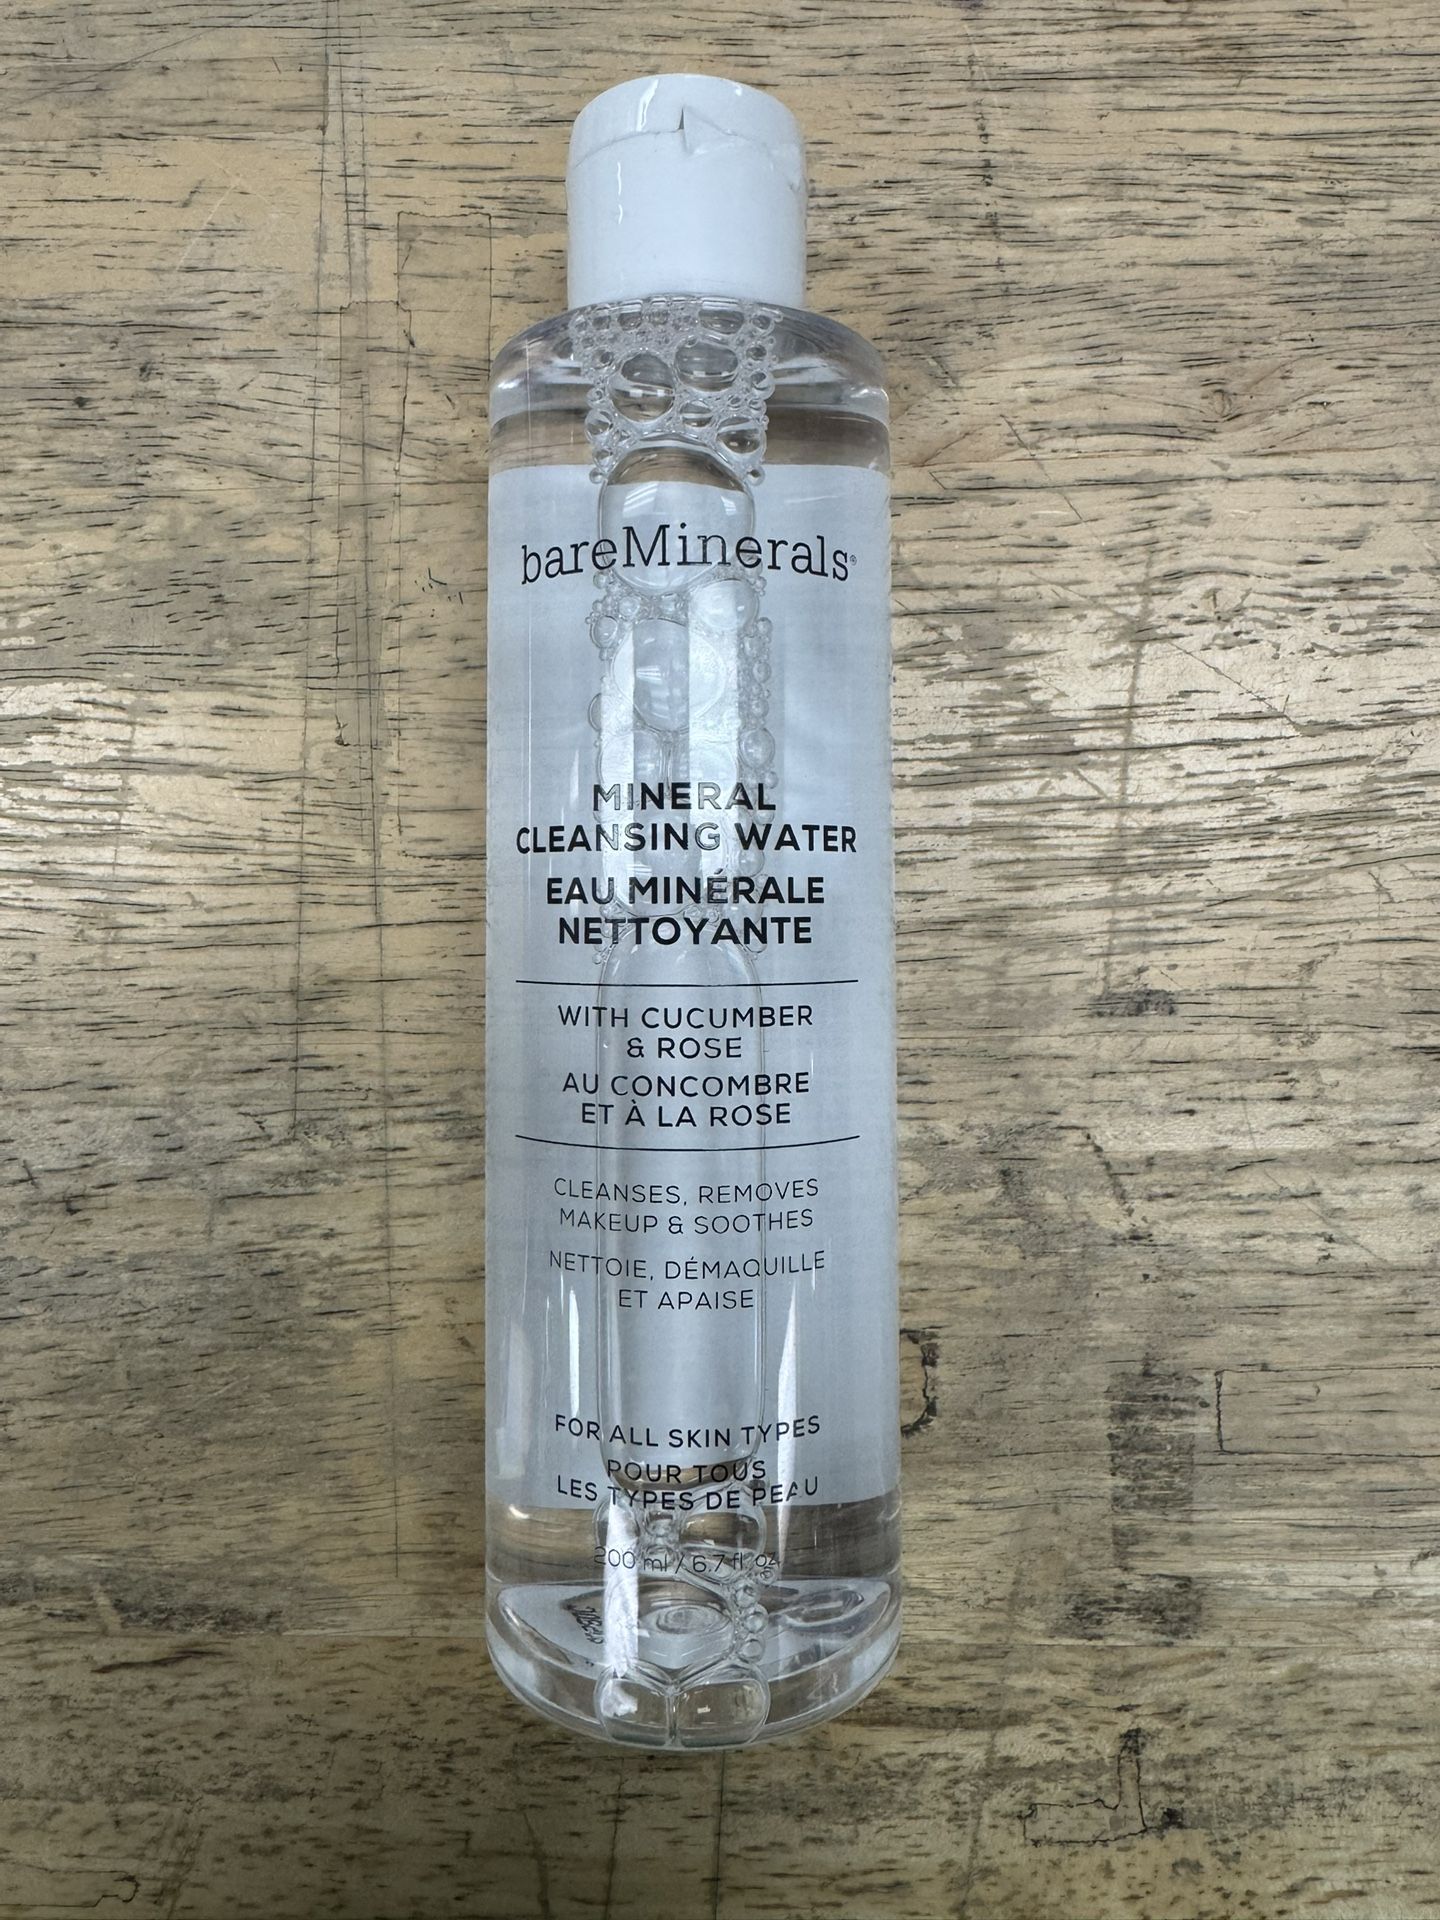 bareMinerals®
MINERAL
CLEANSING WATER
EAU MINÉRALE
NETTOYANTE
WITH CUCUMBER
& ROSE
AU CONCOMBRE
ET À LA ROSE
CLEANSES, REMOVES
MAKEUP & SOOTHES
NETTOIE, DÉMAQUILLE
ET APAISE
FOR ALL SKIN TYPES
POUR TOUS
LES TYPES DE PEAU
200 ml / 6.7 fl. oz.